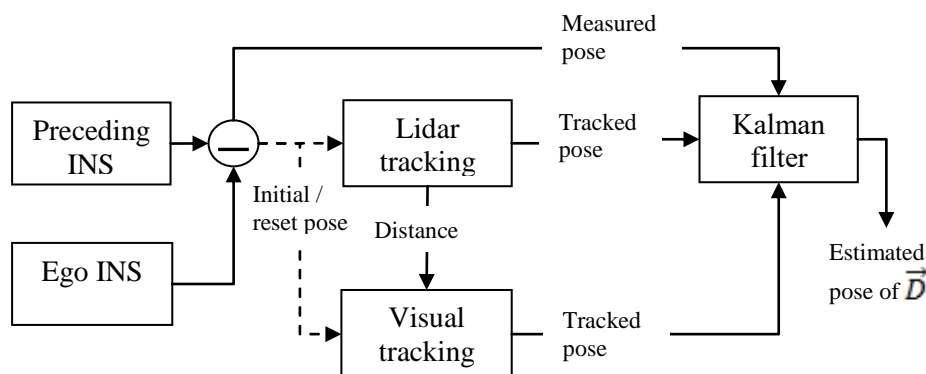 Measured
pose
Preceding
INS
Lidar
tracking
Tracked
pose
Kalman
filter
Initial /
reset pose
Distance
Ego INS
Estimated
pose of D⃗
Visual
tracking
Tracked
pose